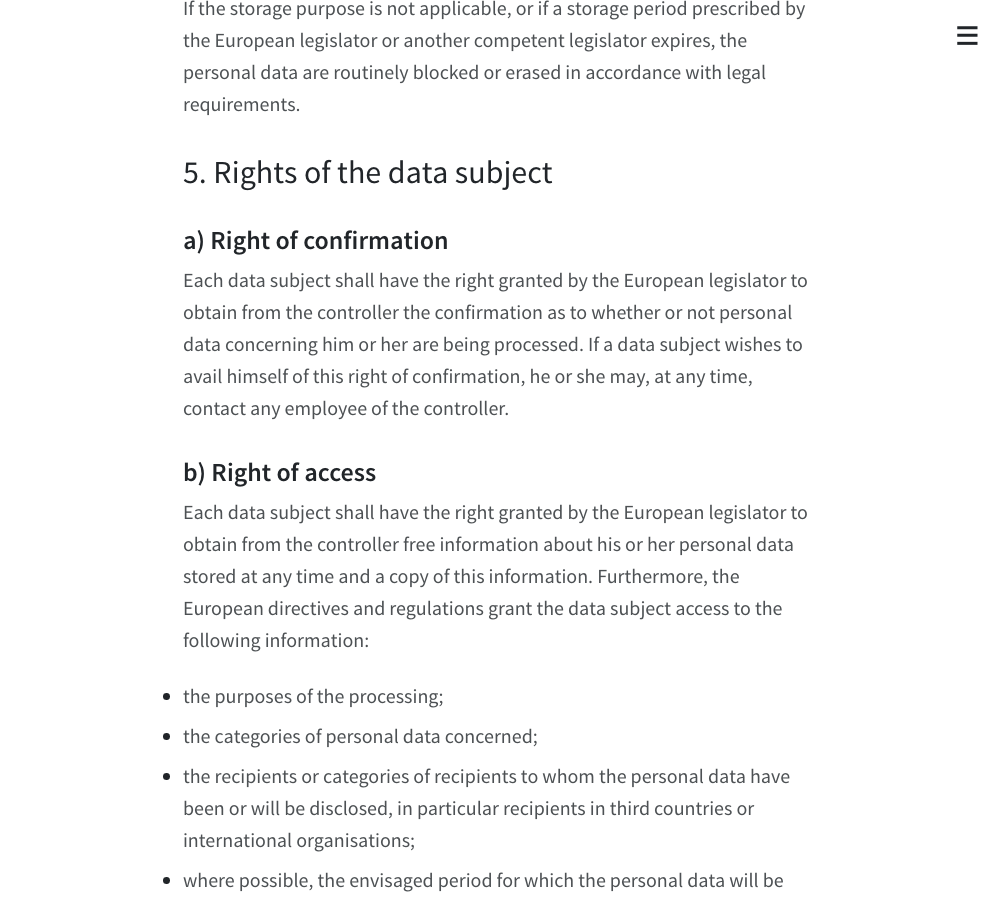 If the storage purpose is not applicable, or if a storage period prescribed by
the European legislator or another competent legislator expires, the
personal data are routinely blocked or erased in accordance with legal
requirements.
5. Rights of the data subject
a) Right of confirmation
Each data subject shall have the right granted by the European legislator to
obtain from the controller the confirmation as to whether or not personal
data concerning him or her are being processed. If a data subject wishes to
avail himself of this right of confirmation, he or she may, at any time,
contact any employee of the controller.
b) Right of access
Each data subject shall have the right granted by the European legislator to
obtain from the controller free information about his or her personal data
stored at any time and a copy of this information. Furthermore, the
European directives and regulations grant the data subject access to the
following information:
the purposes of the processing;
the categories of personal data concerned;
the recipients or categories of recipients to whom the personal data have
been or will be disclosed, in particular recipients in third countries or
international organisations;
where possible, the envisaged period for which the personal data will be